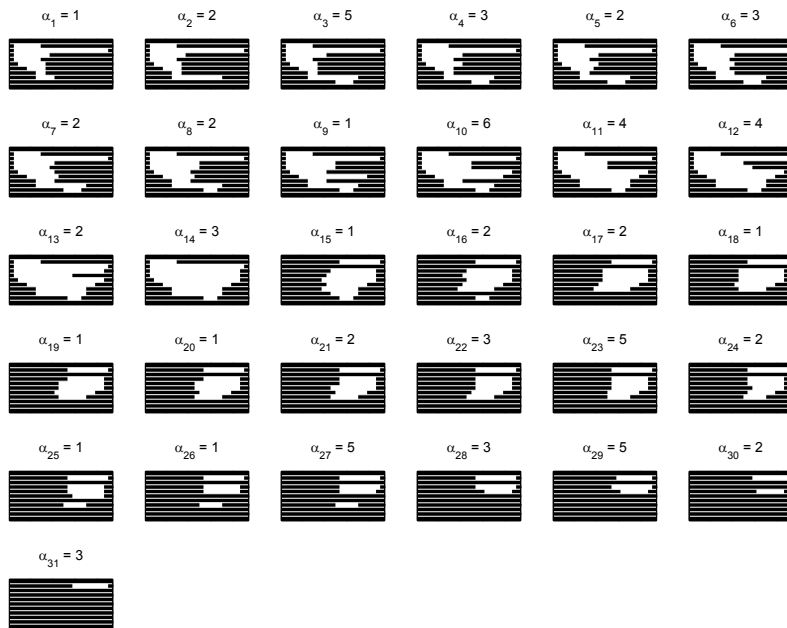 α₁ = 1 α₂ = 2 α₃ = 5 α₄ = 3 α₅ = 2 α₆ = 3
α₇ = 2 α₈ = 2 α₉ = 1 α₁₀ = 6 α₁₁ = 4 α₁₂ = 4
α₁₃ = 2 α₁₄ = 3 α₁₅ = 1 α₁₆ = 2 α₁₇ = 2 α₁₈ = 1
α₁₉ = 1 α₂₀ = 1 α₂₁ = 2 α₂₂ = 3 α₂₃ = 5 α₂₄ = 2
α₂₅ = 1 α₂₆ = 1 α₂₇ = 5 α₂₈ = 3 α₂₉ = 5 α₃₀ = 2
α₃₁ = 3